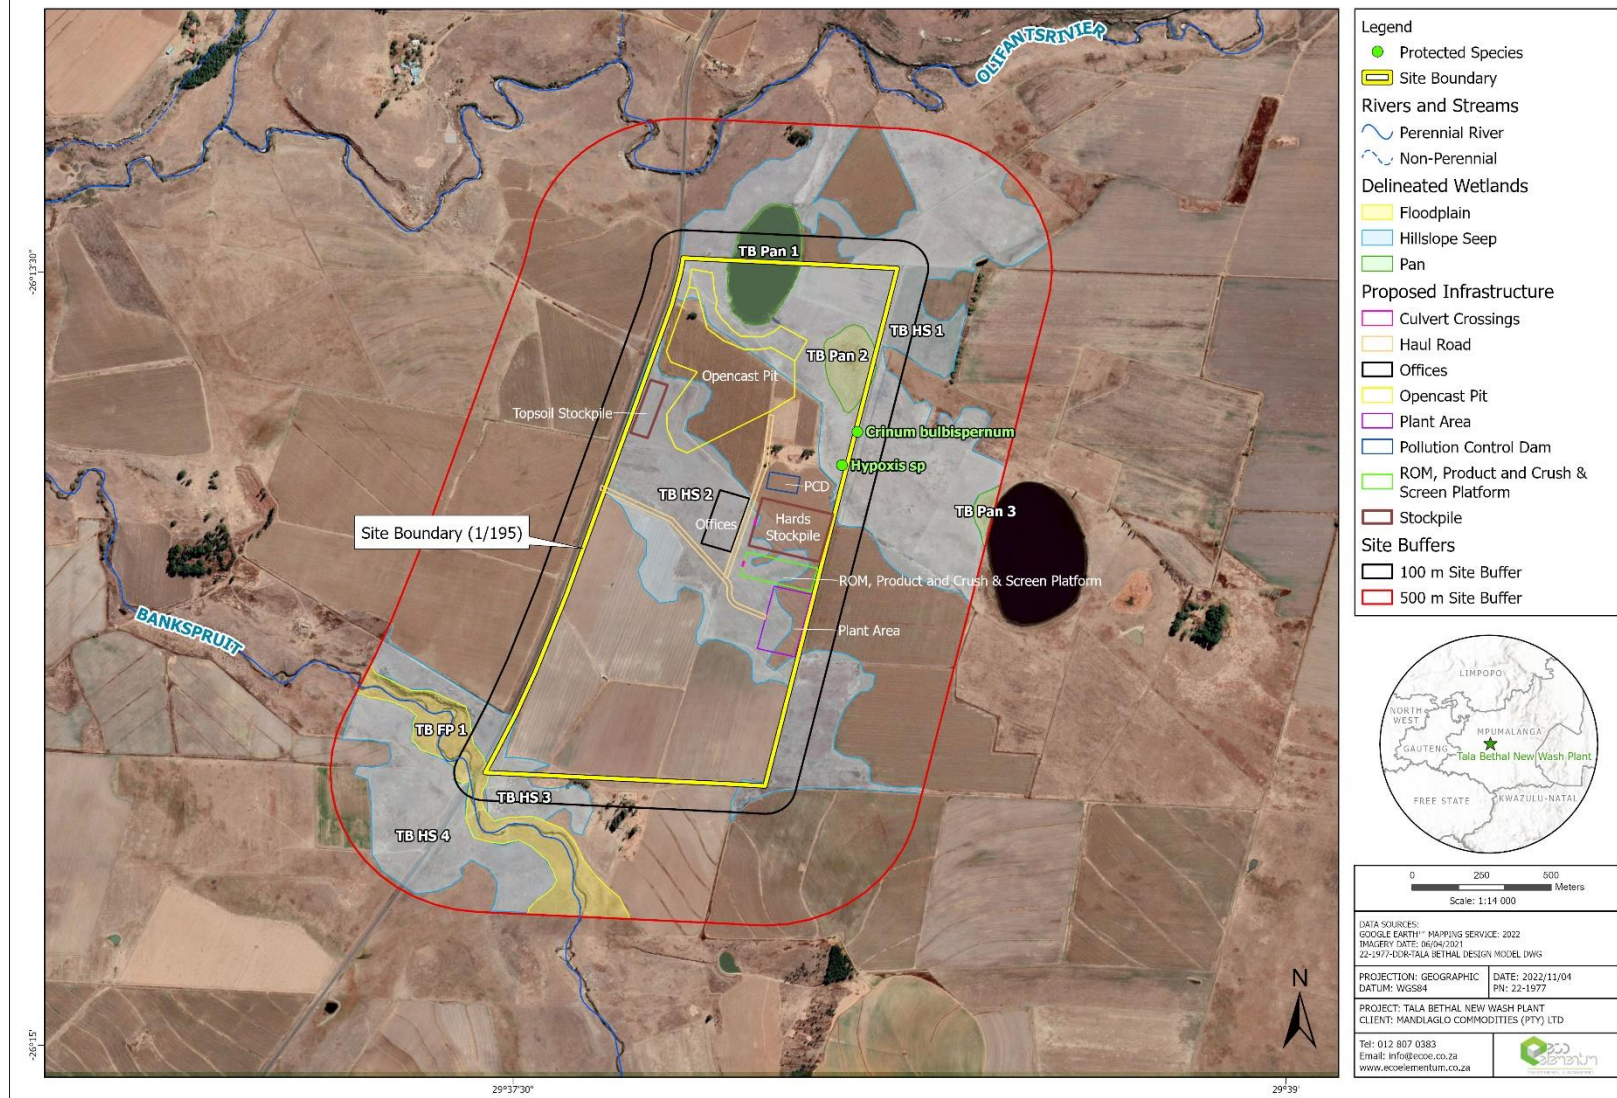 OLIFANTSRIVIER
TB Pan 1
TB HS 1
TB Pan 2
Opencast Pit
Topsoil Stockpile
Crinum bulbispernum
Hypoxis sp
PCD
TB HS 2
TB Pan 3
Offices
Hards
Stockpile
Site Boundary (1/195)
ROM, Product and Crush & Screen Platform
Plant Area
BANKSPRUIT
TB FP 1
TB HS 3
TB HS 4
-26°13'30"
-26°15'
29°37'30"
29°39'
Legend
Protected Species
Site Boundary
Rivers and Streams
Perennial River
Non-Perennial
Delineated Wetlands
Floodplain
Hillslope Seep
Pan
Proposed Infrastructure
Culvert Crossings
Haul Road
Offices
Opencast Pit
Plant Area
Pollution Control Dam
ROM, Product and Crush &
Screen Platform
Stockpile
Site Buffers
100 m Site Buffer
500 m Site Buffer
LIMPOPO
NORTH
WEST
MPUMALANGA
GAUTENG
Tala Bethal New Wash Plant
FREE STATE
KWAZULU-NATAL
0 250 500
Meters
Scale: 1:14 000
DATA SOURCES:
GOOGLE EARTH™ MAPPING SERVICE: 2022
IMAGERY DATE: 06/04/2021
22-1977-DDR-TALA BETHAL DESIGN MODEL DWG
PROJECTION: GEOGRAPHIC
DATUM: WGS84
DATE: 2022/11/04
PN: 22-1977
PROJECT: TALA BETHAL NEW WASH PLANT
CLIENT: MANDLAGLO COMMODITIES (PTY) LTD
Tel: 012 807 0383
Email: info@ecoe.co.za
www.ecoelementum.co.za
eco
elementum
N